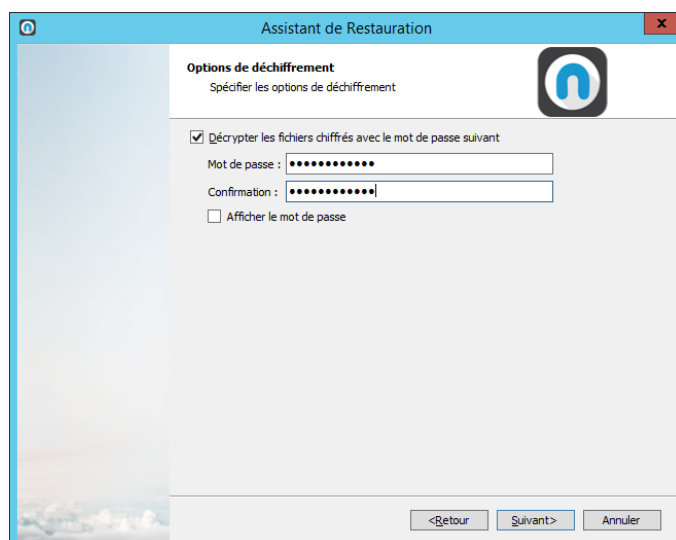 Assistant de Restauration
Options de déchiffrement
Spécifier les options de déchiffrement
Décrypter les fichiers chiffrés avec le mot de passe suivant
Mot de passe : ●●●●●●●●●●●●
Confirmation : ●●●●●●●●●●●●
Afficher le mot de passe
<Retour Suivant> Annuler